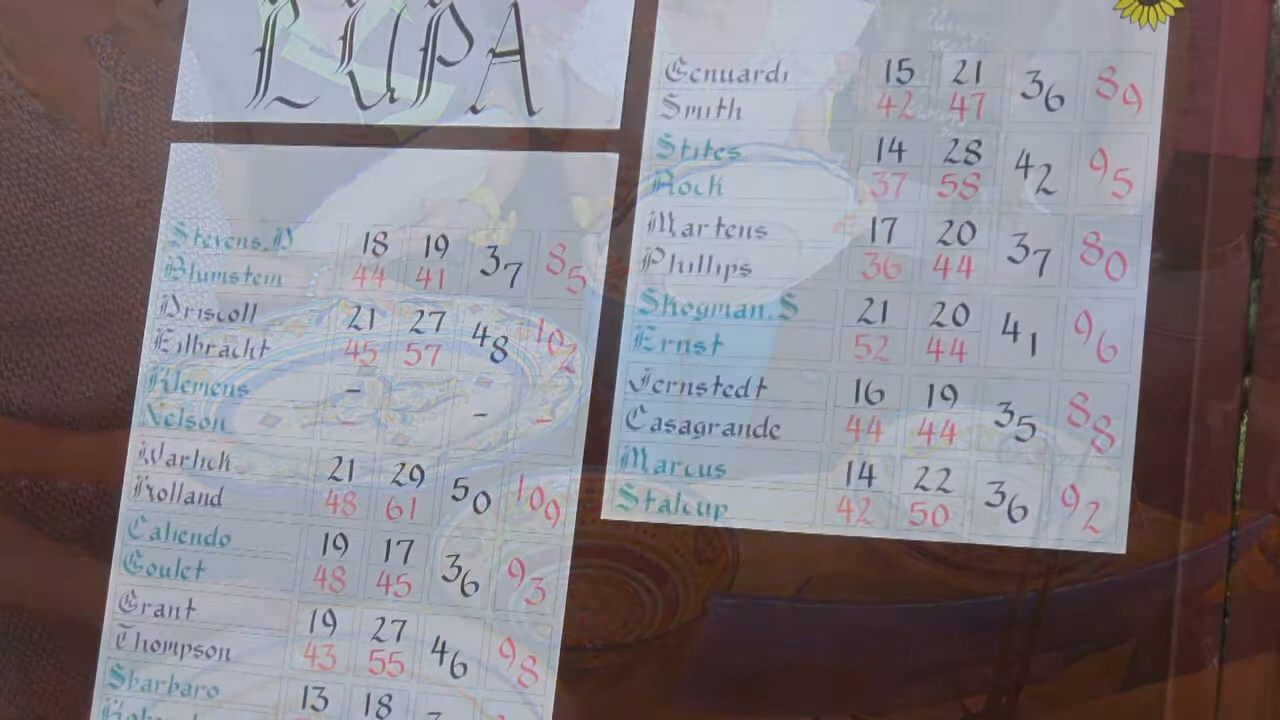 LUPA
Stevens, D 18 19 37 85
Blumstein 44 41
Driscoll 21 27 48 102
Eilbracht 45 57
Klemens –
Nelson – – –
Warlick 21 29 50 109
Holland 48 61
Caliendo 19 17 36 93
Goulet 48 45
Grant 19 27 46 98
Thompson 43 55
Sbarbaro 13 18
Genuardi 15 21 36 89
Smith 42 47
Stites 14 28 42 95
Rock 37 58
Martens 17 20 37 80
Phillips 36 44
Skogman, S 21 20 41 96
Ernst 52 44
Jernstedt 16 19 35 88
Casagrande 44 44
Marcus 14 22 36 92
Stalcup 42 50